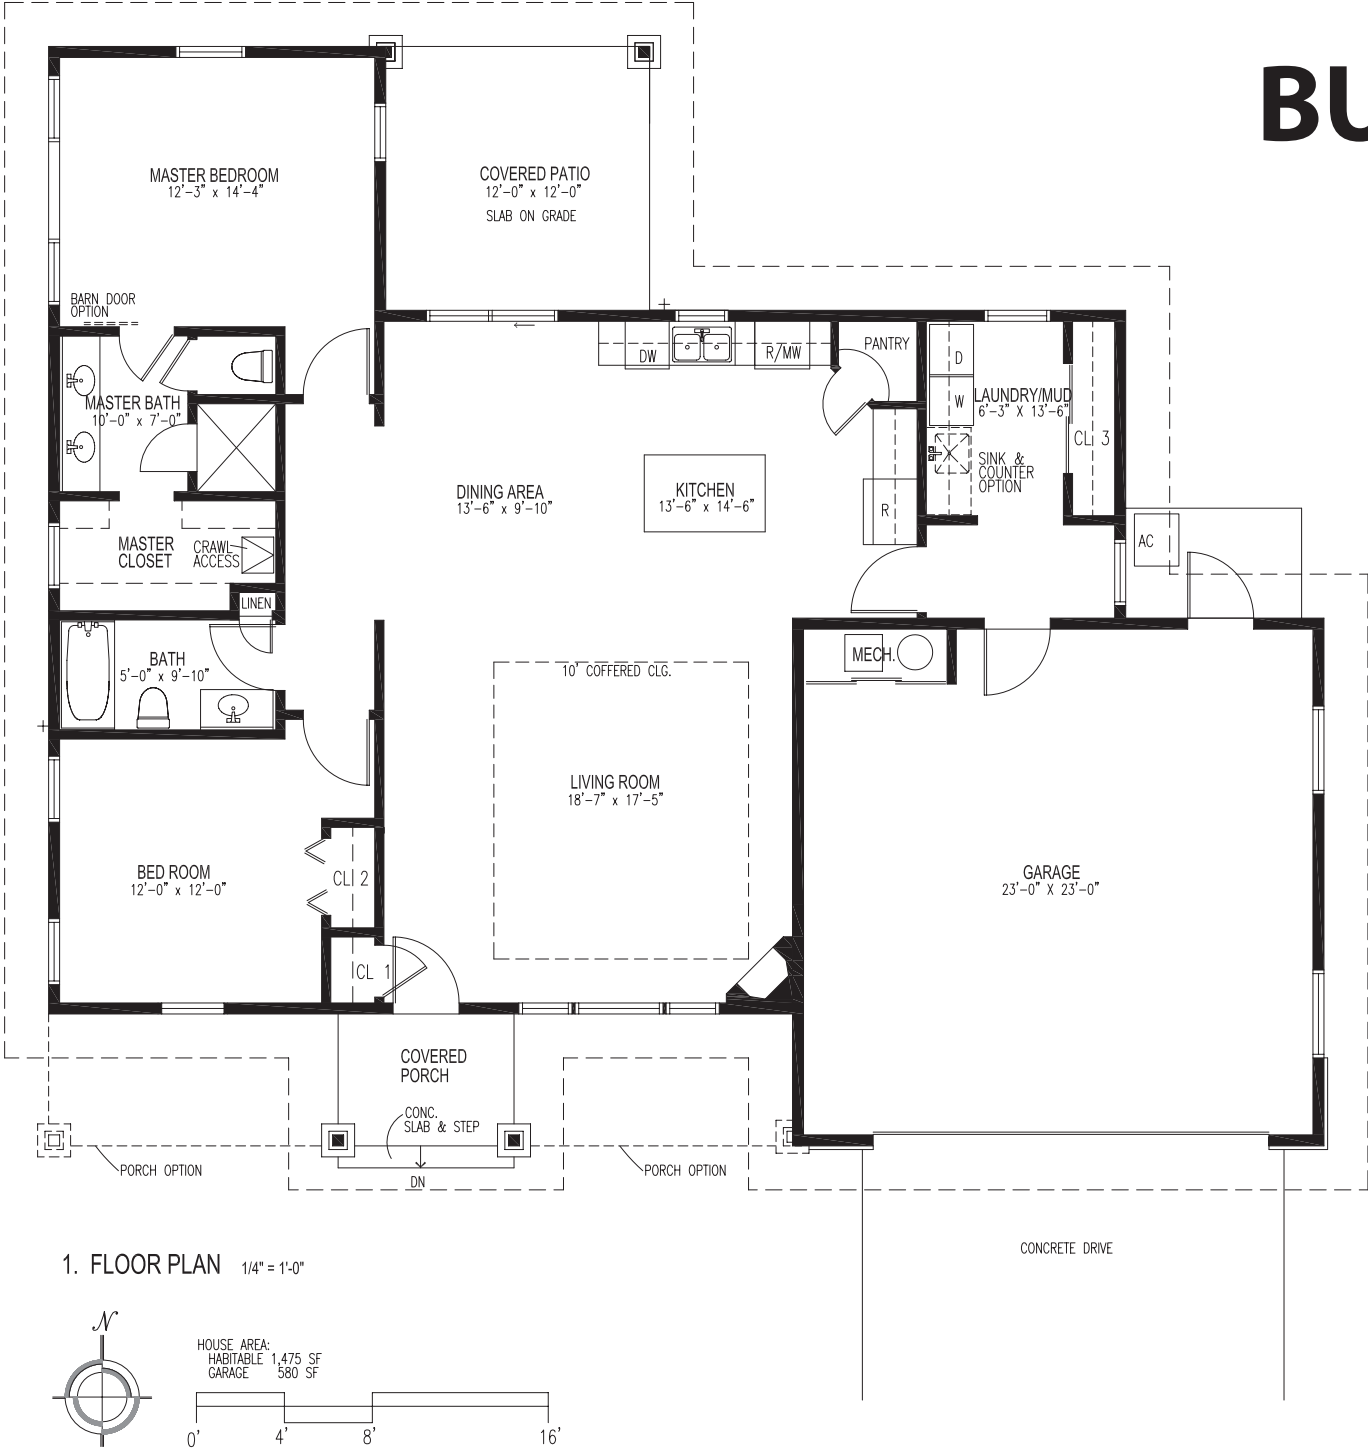 BU
MASTER BEDROOM
12'-3" x 14'-4"
COVERED PATIO
12'-0" x 12'-0"
SLAB ON GRADE
BARN DOOR
OPTION
DW
R/MW
PANTRY
D
W
LAUNDRY/MUD
6'-3" X 13'-6"
CL 3
SINK &
COUNTER
OPTION
MASTER BATH
10'-0" x 7'-0"
DINING AREA
13'-6" x 9'-10"
KITCHEN
13'-6" x 14'-6"
R
AC
MASTER
CLOSET
CRAWL
ACCESS
LINEN
BATH
5'-0" x 9'-10"
MECH.
10' COFFERED CLG.
LIVING ROOM
18'-7" x 17'-5"
BED ROOM
12'-0" x 12'-0"
CL 2
GARAGE
23'-0" X 23'-0"
CL 1
COVERED
PORCH
CONC.
SLAB & STEP
PORCH OPTION
DN
PORCH OPTION
CONCRETE DRIVE
1. FLOOR PLAN 1/4" = 1'-0"
N
HOUSE AREA:
HABITABLE 1,475 SF
GARAGE 580 SF
0' 4' 8' 16'